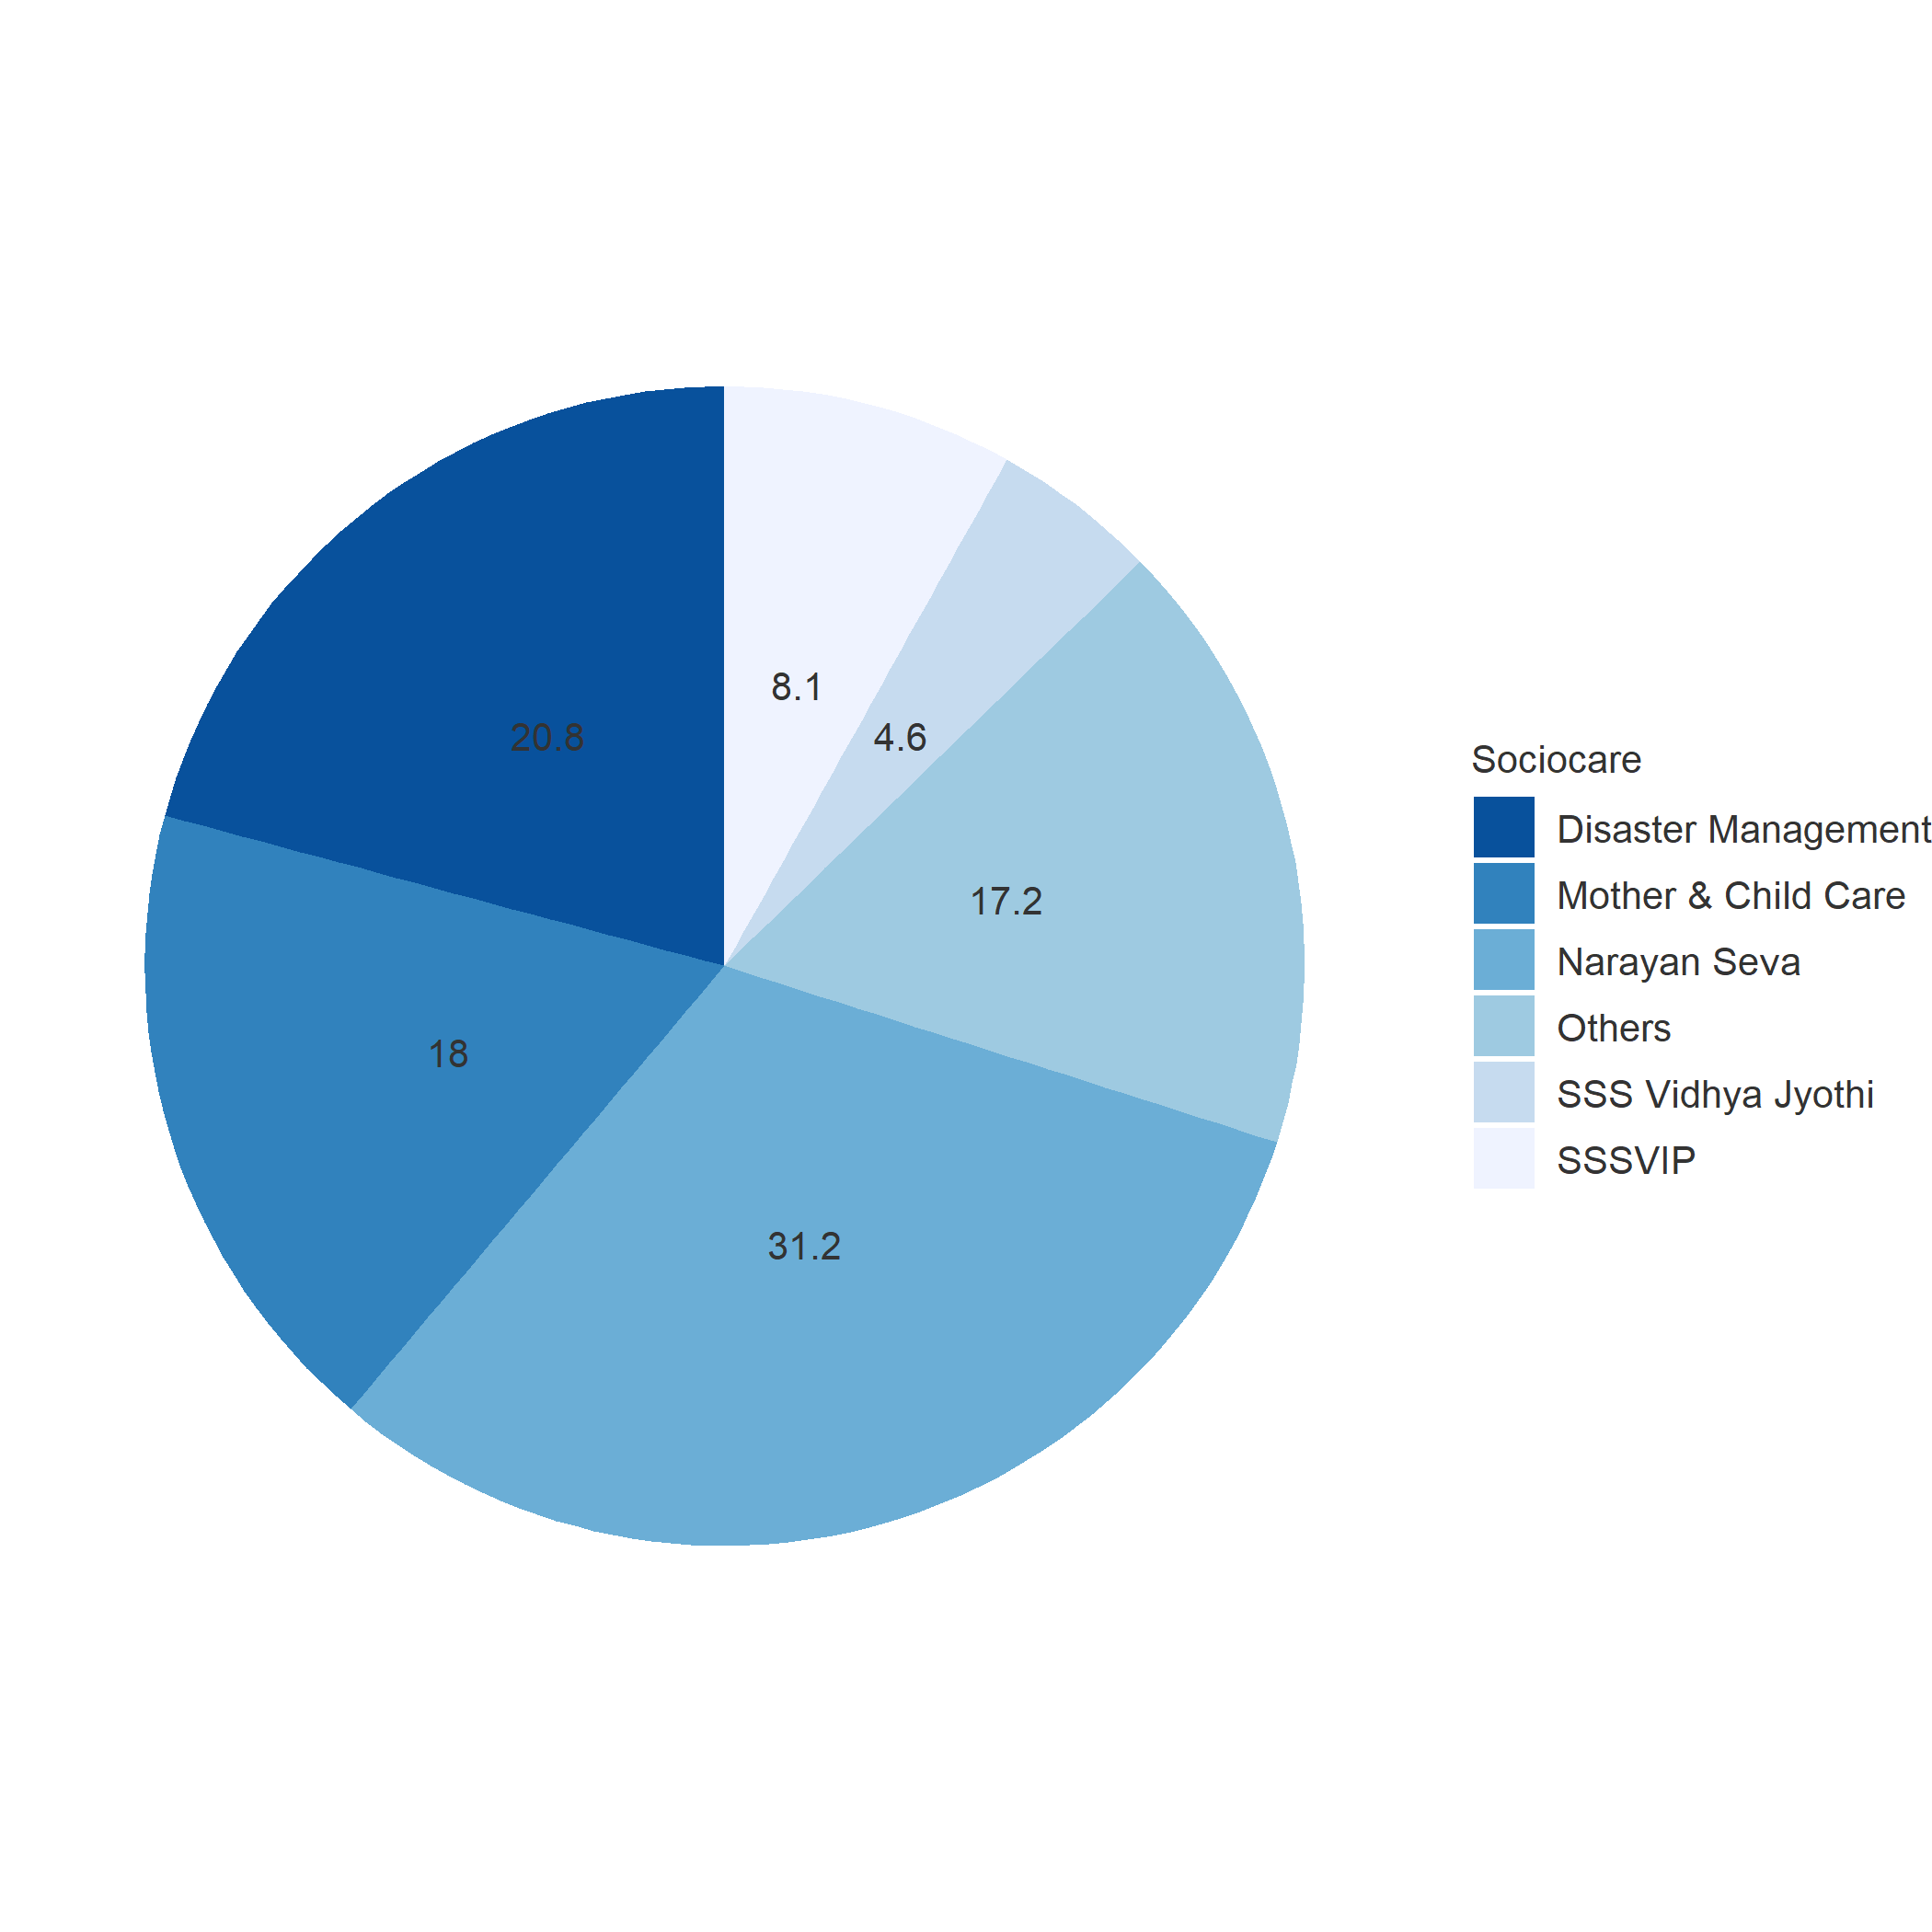 8.1
20.8
4.6
17.2
18
31.2
Sociocare
Disaster Management
Mother & Child Care
Narayan Seva
Others
SSS Vidhya Jyothi
SSSVIP